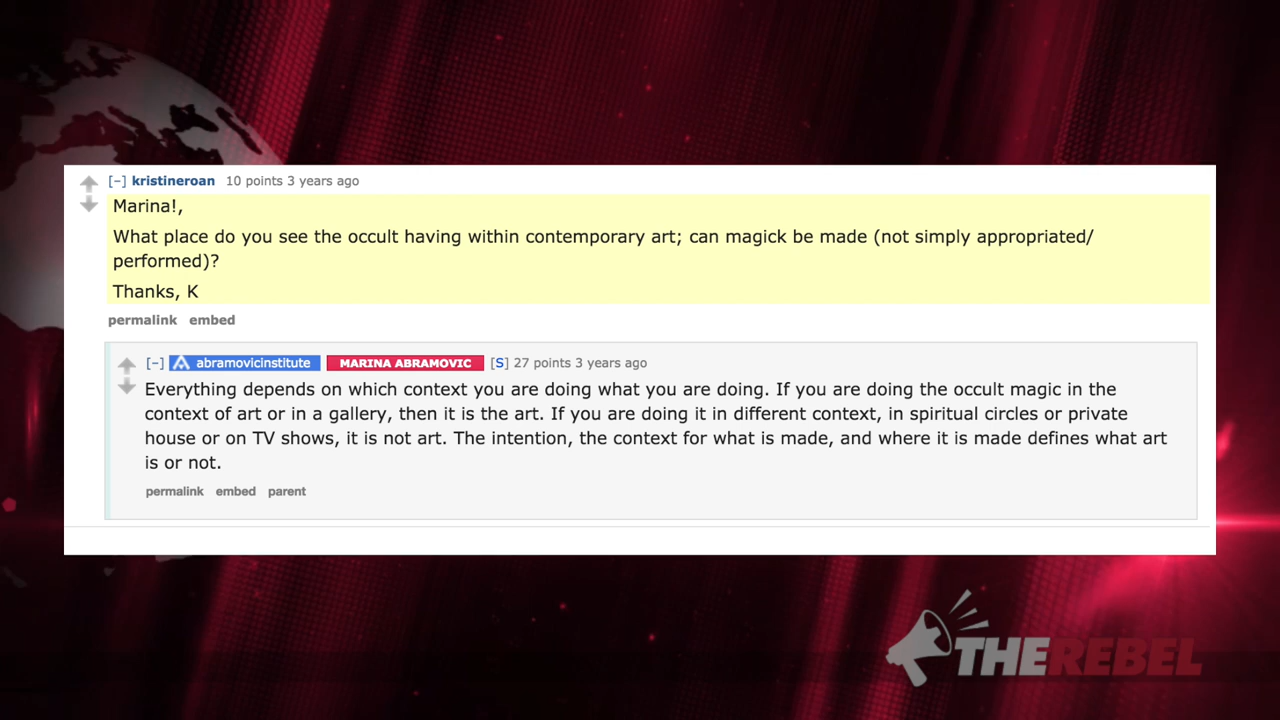 [–] kristineroan 10 points 3 years ago
Marina!,
What place do you see the occult having within contemporary art; can magick be made (not simply appropriated/
performed)?
Thanks, K
permalink embed
[–] abramovicinstitute MARINA ABRAMOVIC [S] 27 points 3 years ago
Everything depends on which context you are doing what you are doing. If you are doing the occult magic in the
context of art or in a gallery, then it is the art. If you are doing it in different context, in spiritual circles or private
house or on TV shows, it is not art. The intention, the context for what is made, and where it is made defines what art
is or not.
permalink embed parent
THEREBEL